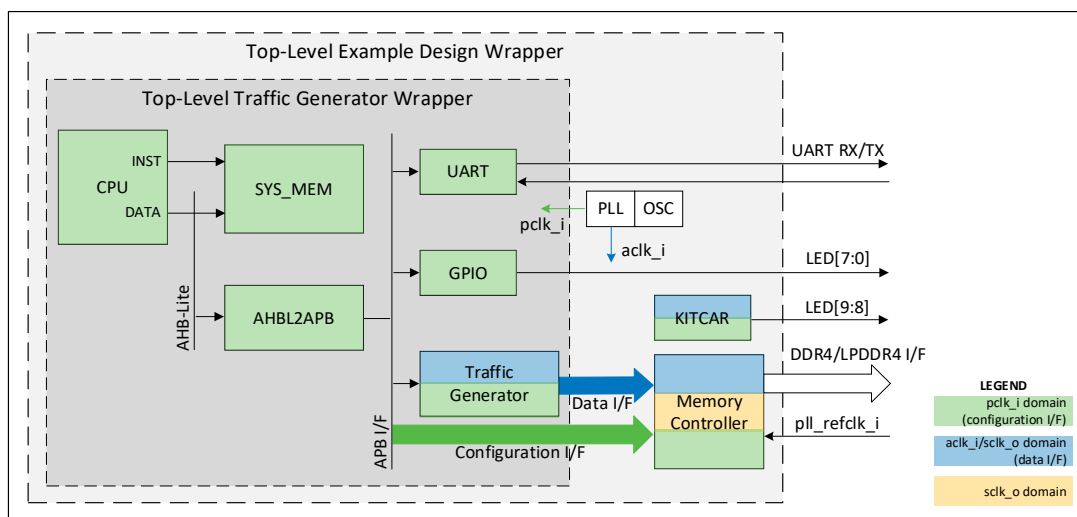 Top-Level Example Design Wrapper
Top-Level Traffic Generator Wrapper
CPU
INST
DATA
SYS_MEM
AHB-Lite
AHBL2APB
APB I/F
UART
UART RX/TX
PLL
OSC
pclk_i
aclk_i
GPIO
LED[7:0]
KITCAR
LED[9:8]
Traffic
Generator
Data I/F
Configuration I/F
Memory
Controller
DDR4/LPDDR4 I/F
pll_refclk_i
LEGEND
pclk_i domain
(configuration I/F)
aclk_i/sclk_o domain
(data I/F)
sclk_o domain